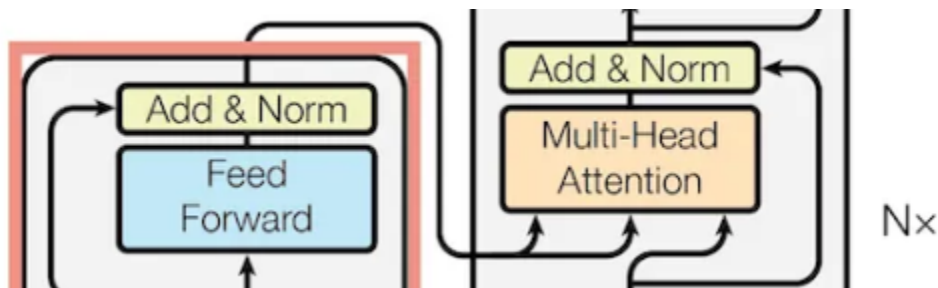 Add & Norm
Feed
Forward
Add & Norm
Multi-Head
Attention
N×